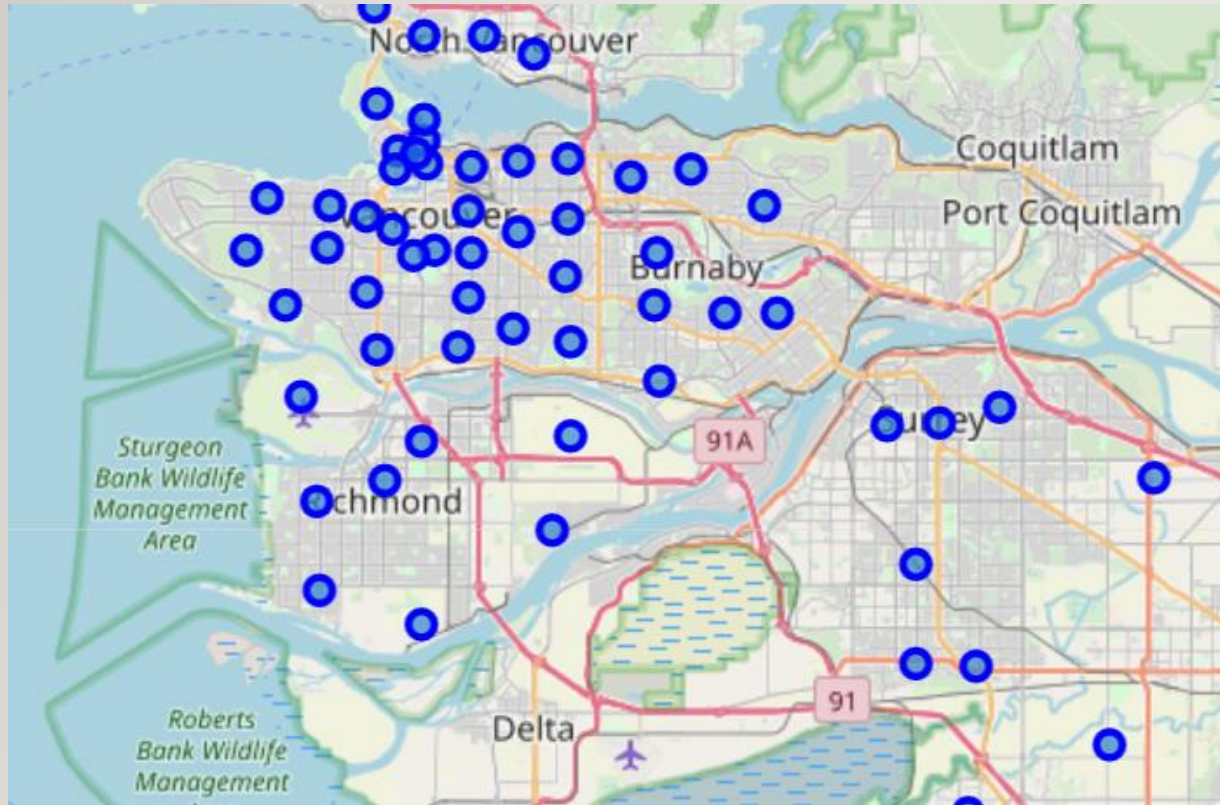 North Vancouver
Coquitlam
Port Coquitlam
Vancouver
Burnaby
Surrey
91A
Sturgeon
Bank Wildlife
Management
Area
Richmond
91
Roberts
Bank Wildlife
Management
Delta